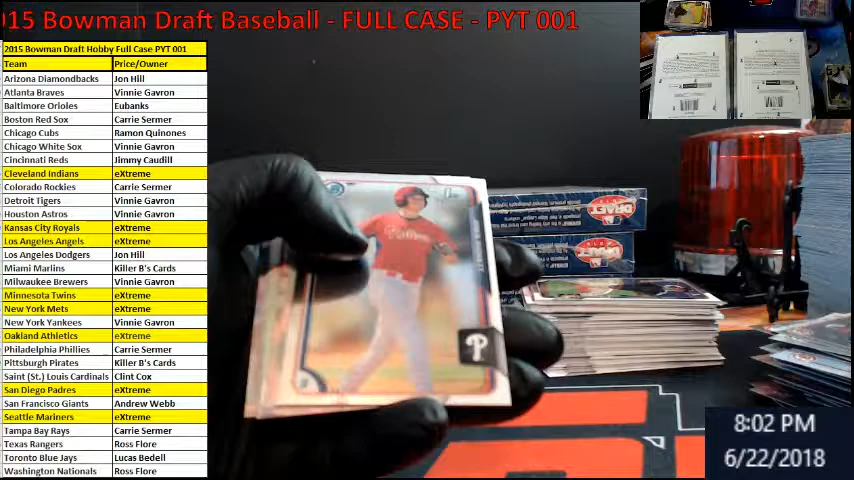 15 Bowman Draft Baseball - FULL CASE - PYT 001
2015 Bowman Draft Hobby Full Case PYT 001
Team Price/Owner
Arizona Diamondbacks Jon Hill
Atlanta Braves Vinnie Gavron
Baltimore Orioles Eubanks
Boston Red Sox Carrie Sermer
Chicago Cubs Ramon Quinones
Chicago White Sox Vinnie Gavron
Cincinnati Reds Jimmy Caudill
Cleveland Indians eXtreme
Colorado Rockies Carrie Sermer
Detroit Tigers Vinnie Gavron
Houston Astros Vinnie Gavron
Kansas City Royals eXtreme
Los Angeles Angels eXtreme
Los Angeles Dodgers Jon Hill
Miami Marlins Killer B's Cards
Milwaukee Brewers Vinnie Gavron
Minnesota Twins eXtreme
New York Mets eXtreme
New York Yankees Vinnie Gavron
Oakland Athletics eXtreme
Philadelphia Phillies Carrie Sermer
Pittsburgh Pirates Killer B's Cards
Saint (St.) Louis Cardinals Clint Cox
San Diego Padres eXtreme
San Francisco Giants Andrew Webb
Seattle Mariners eXtreme
Tampa Bay Rays Carrie Sermer
Texas Rangers Ross Flore
Toronto Blue Jays Lucas Bedell
Washington Nationals Ross Flore
Phillies
P
DRAFT
DRAFT
8:02 PM
6/22/2018